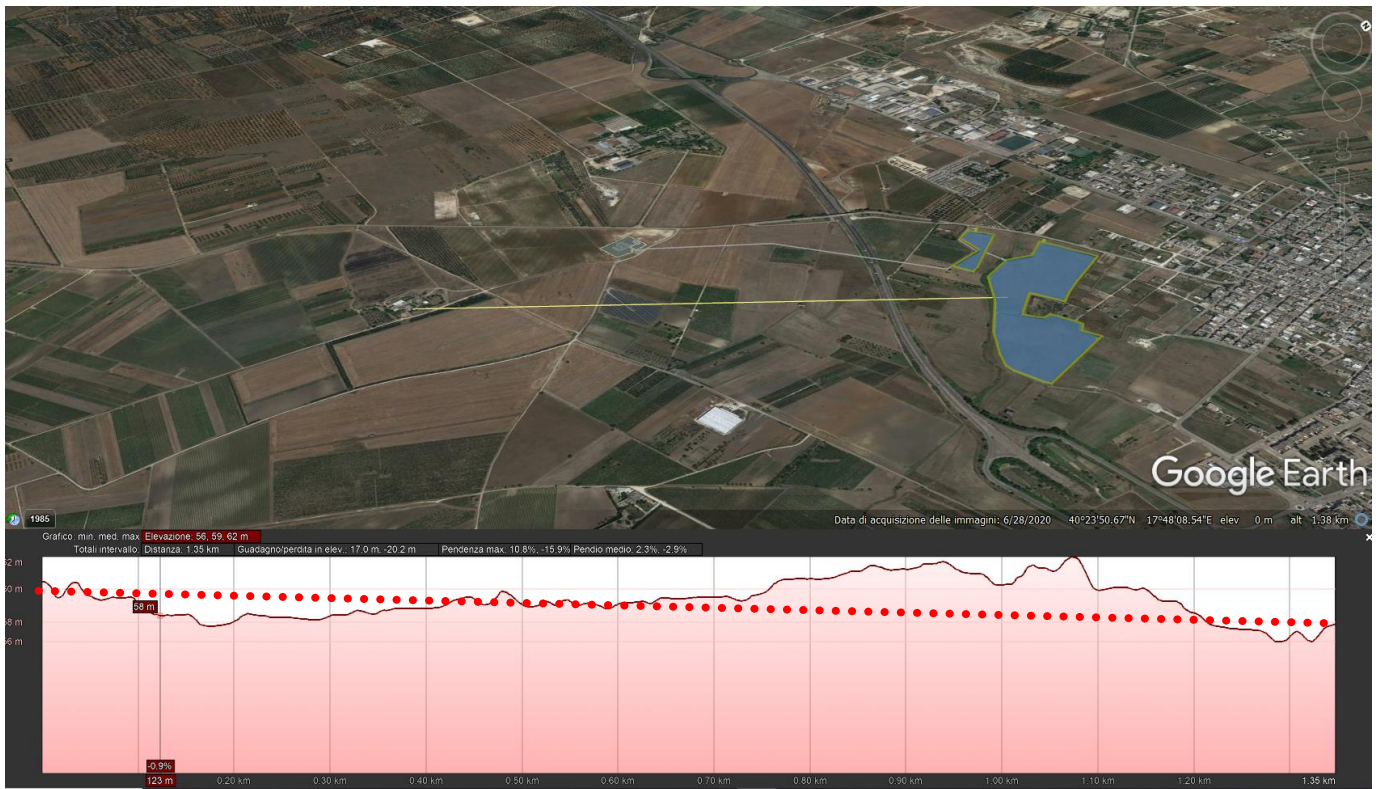 Google Earth
1985
Data di acquisizione delle immagini: 6/28/2020 40°23'50.67"N 17°48'08.54"E elev 0 m alt 1.38 km
Grafico: min. med. max Elevazione: 56, 59, 62 m
Totali intervallo: Distanza: 1.35 km Guadagno/perdita in elev.: 17.0 m, -20.2 m Pendenza max: 10.8%, -15.9% Pendio medio: 2.3%, -2.9%
62 m
60 m
58 m
58 m
56 m
-0.9%
123 m 0.20 km 0.30 km 0.40 km 0.50 km 0.60 km 0.70 km 0.80 km 0.90 km 1.00 km 1.10 km 1.20 km 1.35 km